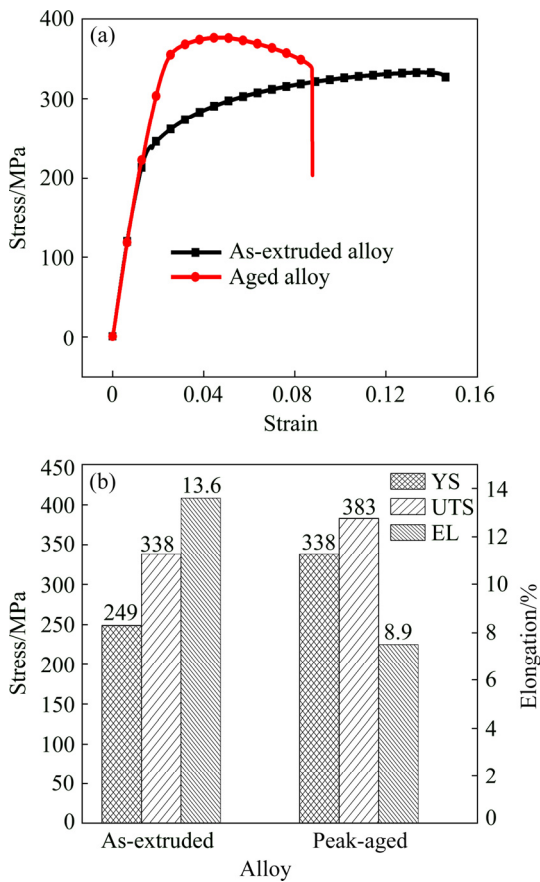 (a)
400
300
200
100
0
Stress/MPa
As-extruded alloy
Aged alloy
0 0.04 0.08 0.12 0.16
Strain
(b)
450
400
350
300
250
200
150
100
50
0
Stress/MPa
249
338
13.6
338
383
8.9
YS
UTS
EL
14
12
10
8
6
4
2
0
Elongation/%
As-extruded Peak-aged
Alloy